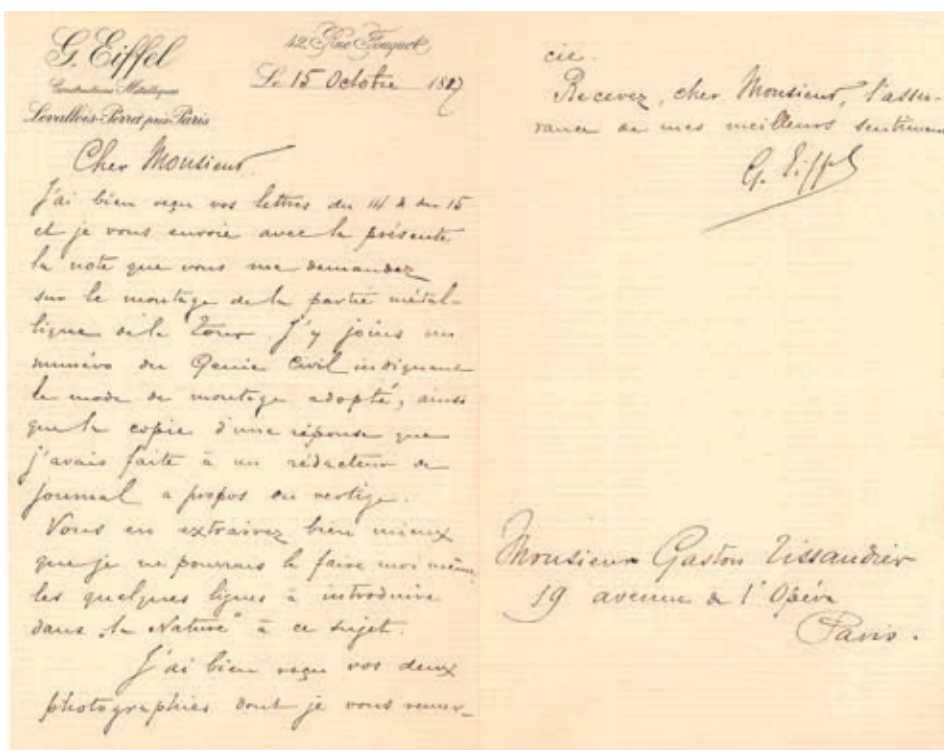 G. Eiffel
Constructions Métalliques
Levallois-Perret près Paris
42 Rue Fouquet
Le 15 Octobre 1887
Cher Monsieur.
J'ai bien reçu vos lettres du 14 & du 15
et je vous envoie avec la présente
la note que vous me demandez
sur le montage de la partie métal-
lique de la Tour J'y joins un
numéro du Genie Civil indiquant
le mode de montage adopté, ainsi
que la copie d'une réponse que
j'avais faite à un rédacteur de
journal a propos du vertige.
Vous en extrairez bien mieux
que je ne pourrais le faire moi même
les quelques lignes à introduire
dans "la Nature" à ce sujet.
J'ai bien reçu vos deux
photographies dont je vous remer-
cie.
Recevez, cher Monsieur, l'assu-
rance de mes meilleurs sentiments
G. Eiffel
Monsieur Gaston Tissandier
19 avenue de l'Opéra
Paris.